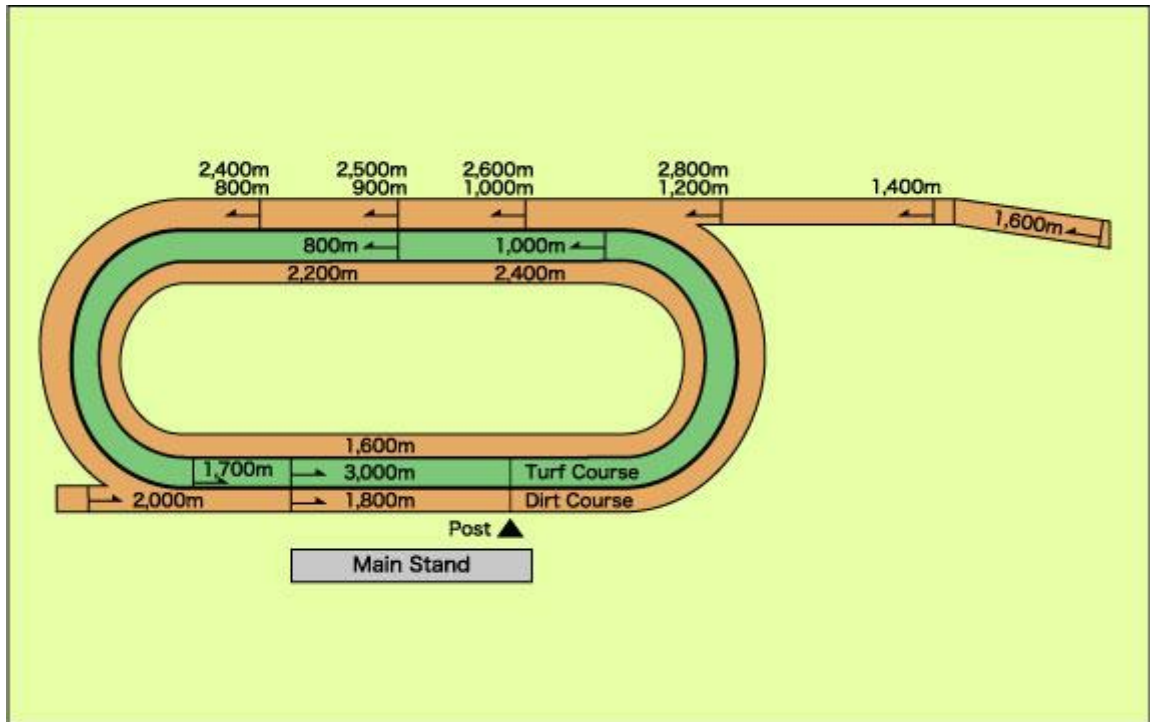 2,400m
800m
2,500m
900m
2,600m
1,000m
2,800m
1,200m
1,400m
1,600m
800m
1,000m
2,200m
2,400m
1,600m
1,700m
3,000m
Turf Course
2,000m
1,800m
Dirt Course
Post
Main Stand